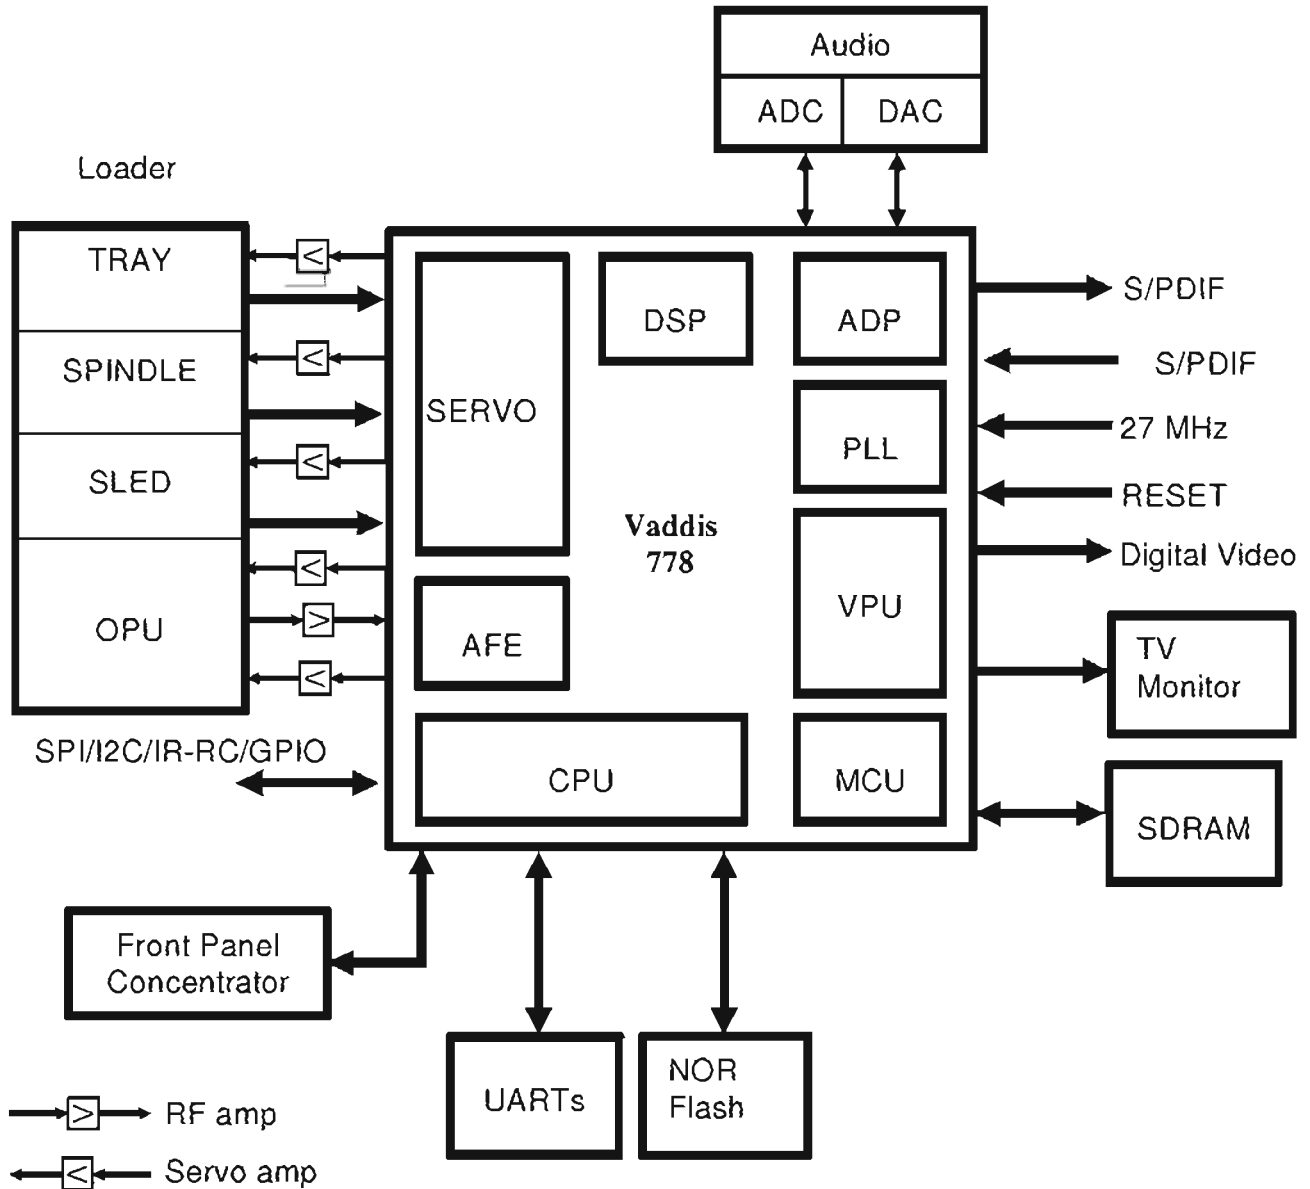 Audio
ADC
DAC
Loader
TRAY
SPINDLE
SLED
OPU
<
<
<
<
>
<
SERVO
DSP
ADP
PLL
Vaddis
778
VPU
AFE
CPU
MCU
S/PDIF
S/PDIF
27 MHz
RESET
Digital Video
TV
Monitor
SDRAM
SPI/I2C/IR-RC/GPIO
Front Panel
Concentrator
UARTs
NOR
Flash
> RF amp
< Servo amp